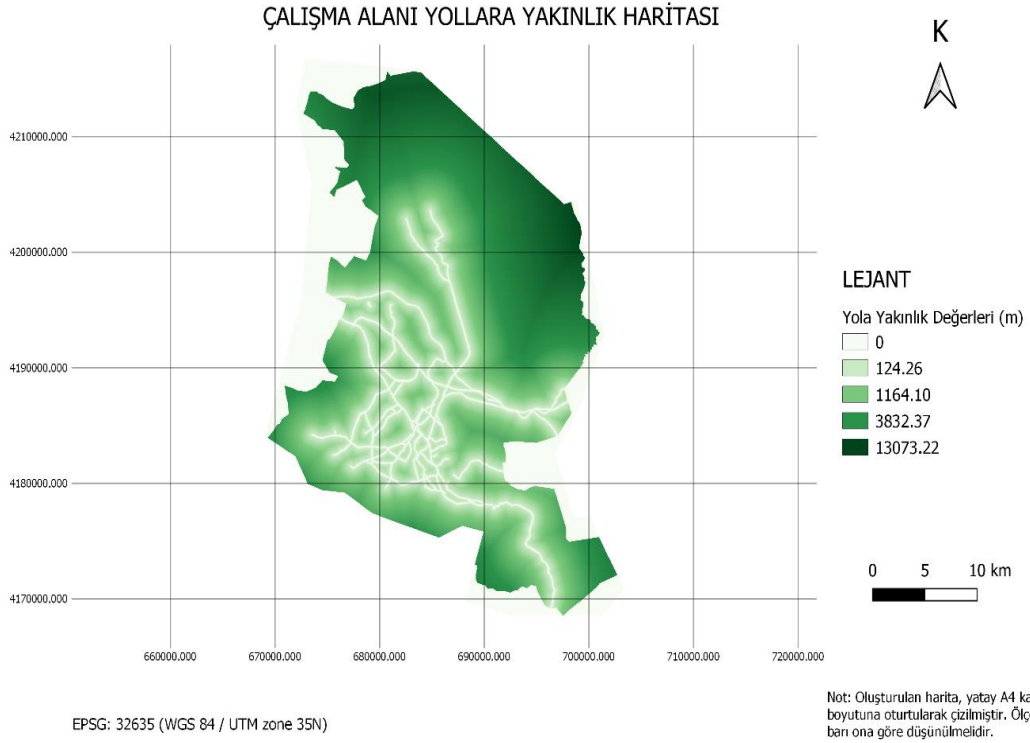 ÇALIŞMA ALANI YOLLARA YAKINLIK HARİTASI
K
4210000.000
4200000.000
4190000.000
4180000.000
4170000.000
660000.000
670000.000
680000.000
690000.000
700000.000
710000.000
720000.000
LEJANT
Yola Yakınlık Değerleri (m)
0
124.26
1164.10
3832.37
13073.22
0 5 10 km
EPSG: 32635 (WGS 84 / UTM zone 35N)
Not: Oluşturulan harita, yatay A4
boyutuna oturtularak çizilmiştir.
barı ona göre düşünülmelidir.